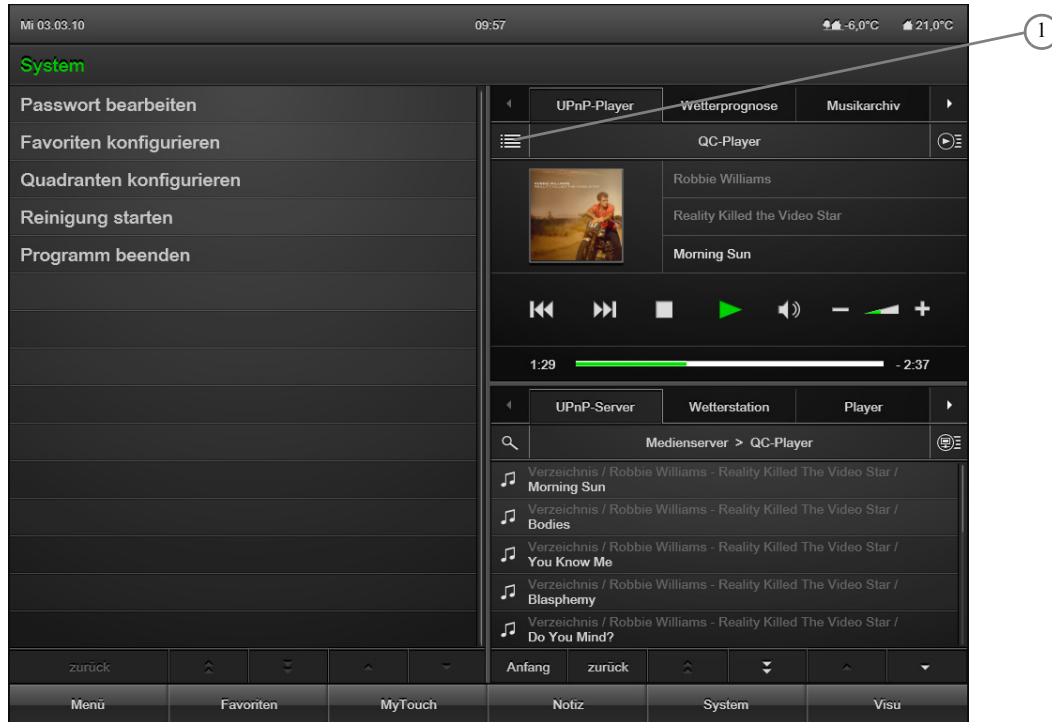 Mi 03.03.10 09:57 -6,0°C 21,0°C
1
System
Passwort bearbeiten
Favoriten konfigurieren
Quadranten konfigurieren
Reinigung starten
Programm beenden
UPnP-Player Wetterprognose Musikarchiv
QC-Player
Robbie Williams
Reality Killed the Video Star
Morning Sun
1:29 - 2:37
UPnP-Server Wetterstation Player
Medienserver > QC-Player
Verzeichnis / Robbie Williams - Reality Killed The Video Star /
Morning Sun
Verzeichnis / Robbie Williams - Reality Killed The Video Star /
Bodies
Verzeichnis / Robbie Williams - Reality Killed The Video Star /
You Know Me
Verzeichnis / Robbie Williams - Reality Killed The Video Star /
Blasphemy
Verzeichnis / Robbie Williams - Reality Killed The Video Star /
Do You Mind?
zurück Anfang zurück
Menü Favoriten MyTouch Notiz System Visu